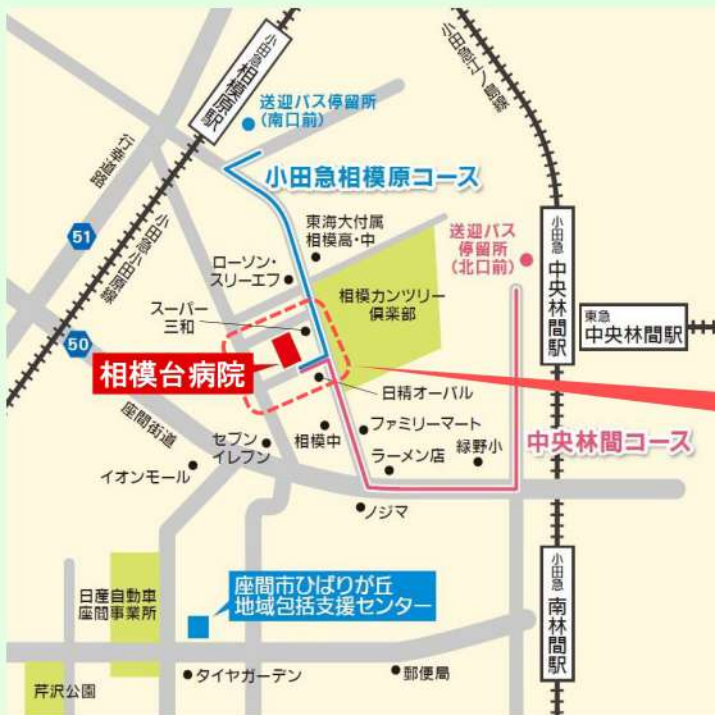 小田急
相模原駅
小田急江ノ島線
送迎バス停留所
(南口前)
行幸道路
小田急相模原コース
小田急小田原線
51
東海大付属
相模高・中
送迎バス
停留所
(北口前)
小田急
中央林間駅
東急
中央林間駅
ローソン・
スリーエフ
相模カンツリー
倶楽部
スーパー
三和
50
相模台病院
日精オーバル
座間街道
セブン
イレブン
相模中
ファミリーマート
中央林間コース
イオンモール
ラーメン店
緑野小
ノジマ
小田急
南林間駅
日産自動車
座間事業所
座間市ひばりが丘
地域包括支援センター
タイヤガーデン
郵便局
芹沢公園